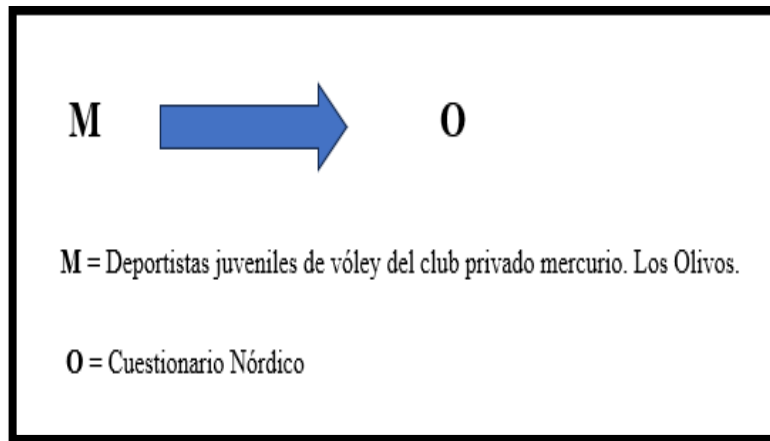 M O
M = Deportistas juveniles de vóley del club privado mercurio. Los Olivos.
O = Cuestionario Nórdico